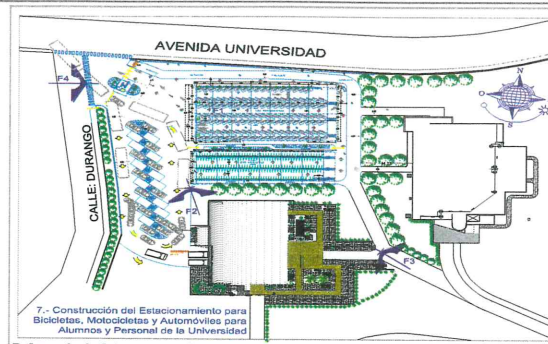 AVENIDA UNIVERSIDAD
F4
N
O
S
CALLE: DURANGO
F2
F3
7.- Construcción del Estacionamiento para
Bicicletas, Motocicletas y Automóviles para
Alumnos y Personal de la Universidad